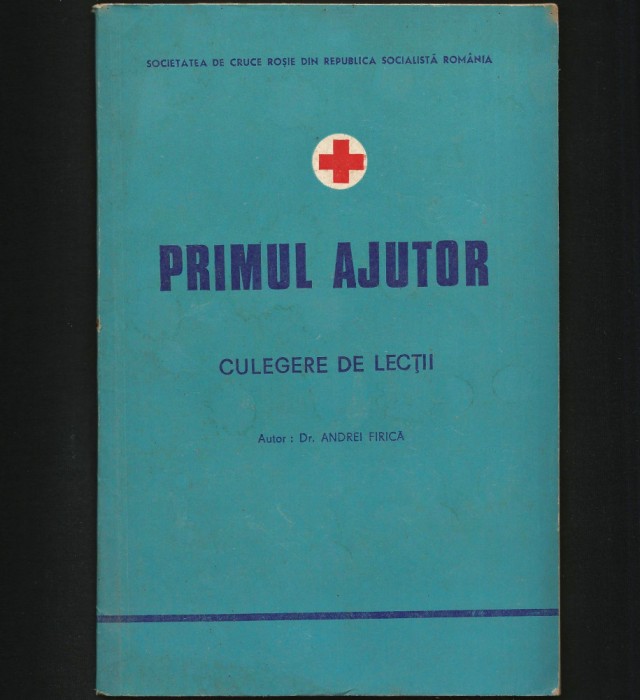 SOCIETATEA DE CRUCE ROȘIE DIN REPUBLICA SOCIALISTĂ ROMÂNIA
PRIMUL AJUTOR
CULEGERE DE LECȚII
Autor : Dr. ANDREI FIRICĂ